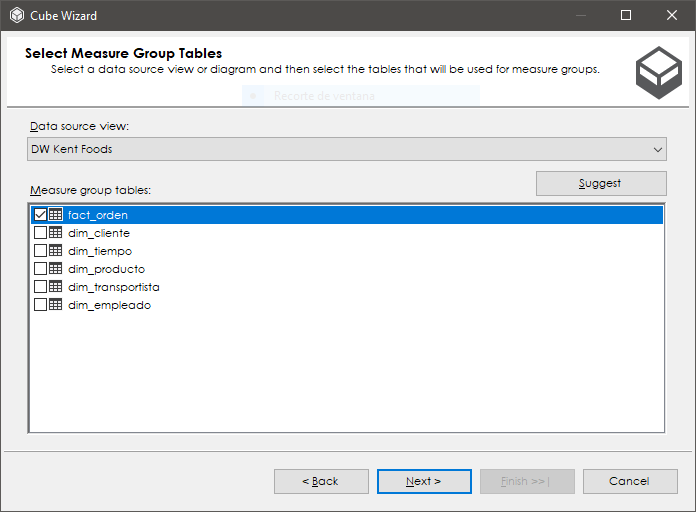 Cube Wizard
Select Measure Group Tables
Select a data source view or diagram and then select the tables that will be used for measure groups.
Recorte de ventana
Data source view:
DW Kent Foods
Suggest
Measure group tables:
fact_orden
dim_cliente
dim_tiempo
dim_producto
dim_transportista
dim_empleado
< Back
Next >
Finish >>|
Cancel